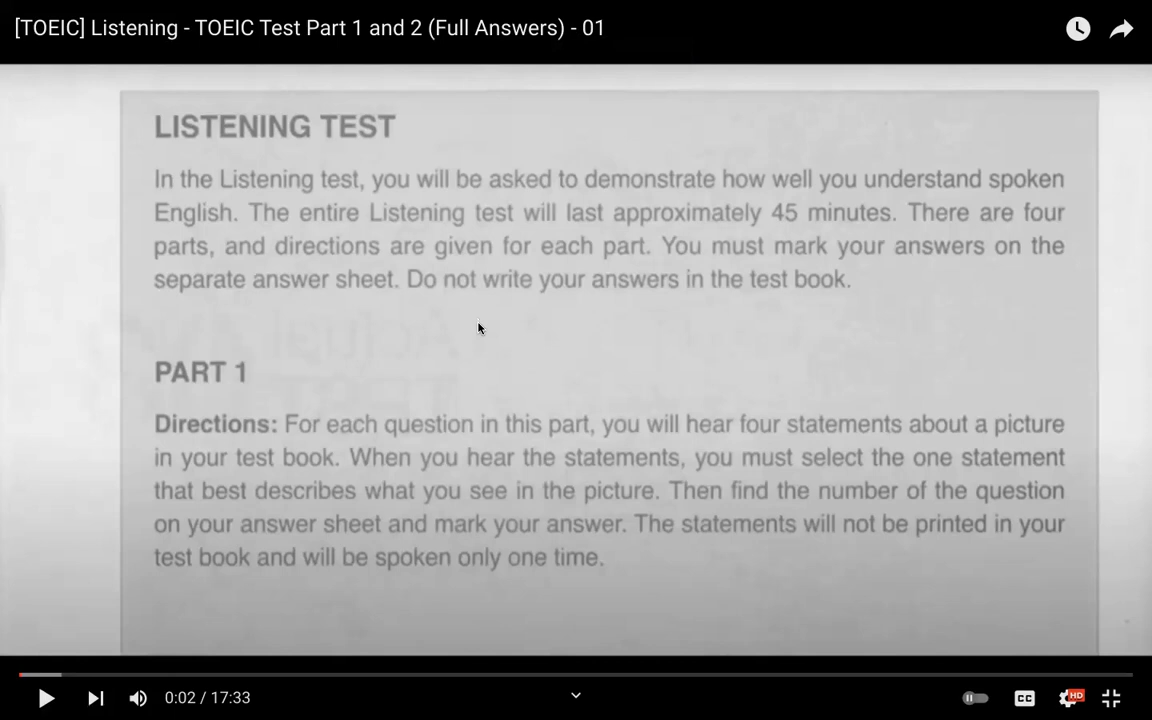 [TOEIC] Listening - TOEIC Test Part 1 and 2 (Full Answers) - 01
LISTENING TEST
In the Listening test, you will be asked to demonstrate how well you understand spoken
English. The entire Listening test will last approximately 45 minutes. There are four
parts, and directions are given for each part. You must mark your answers on the
separate answer sheet. Do not write your answers in the test book.
PART 1
Directions: For each question in this part, you will hear four statements about a picture
in your test book. When you hear the statements, you must select the one statement
that best describes what you see in the picture. Then find the number of the question
on your answer sheet and mark your answer. The statements will not be printed in your
test book and will be spoken only one time.
0:02 / 17:33
CC
HD